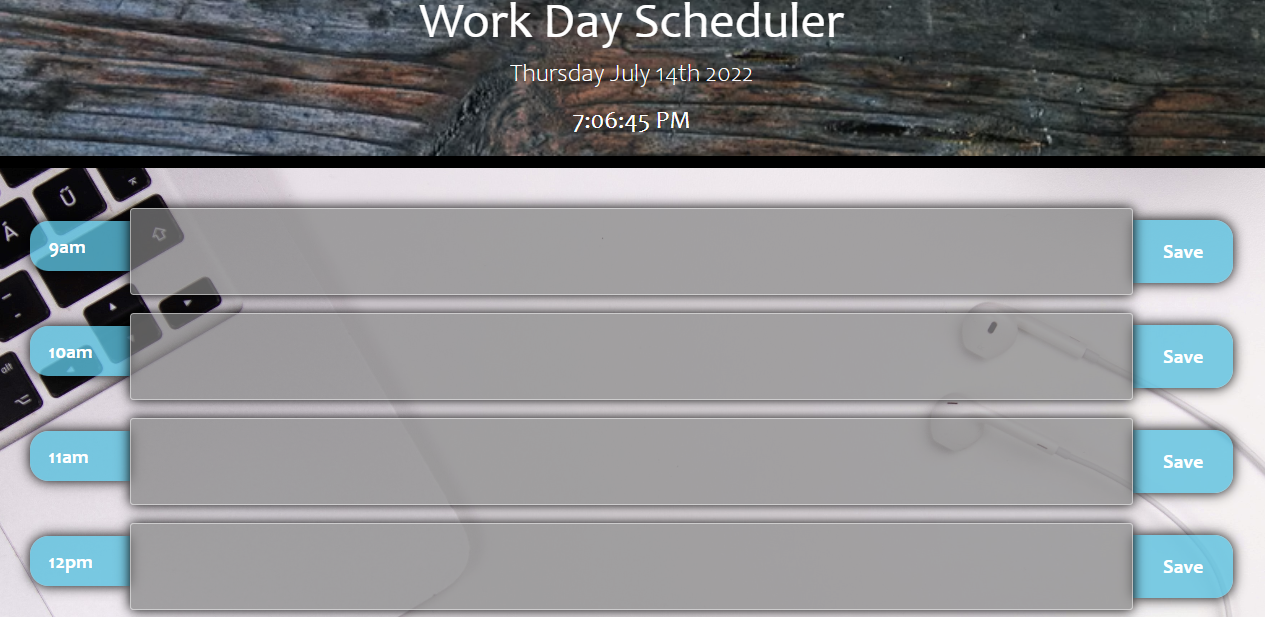 Work Day Scheduler
Thursday July 14th 2022
7:06:45 PM
Ű
Á
9am
Save
10am
Save
alt
11am
Save
12pm
Save